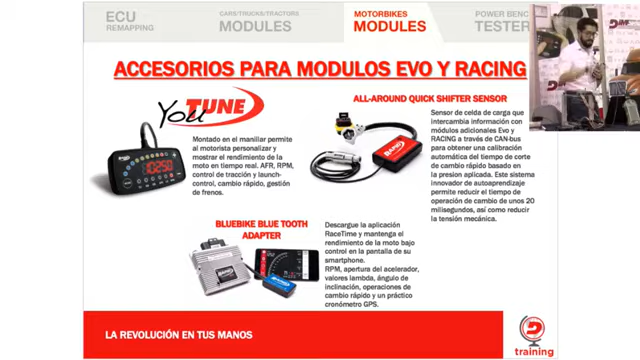 ECU
REMAPPING
CARS/TRUCKS/TRACTORS
MODULES
MOTORBIKES
MODULES
POWER BENC
TESTER
ACCESORIOS PARA MODULOS EVO Y RACING
YouTUNE
Montado en el manillar permite
al motorista personalizar y
mostrar el rendimiento de la
moto en tiempo real. AFR, RPM,
control de tracción y launch-
control, cambio rápido, gestión
de frenos.
ALL-AROUND QUICK SHIFTER SENSOR
Sensor de celda de carga que
intercambia información con
módulos adicionales Evo y
RACING a través de CAN-bus
para obtener una calibración
automática del tiempo de corte
de cambio rápido basado en
la presion aplicada. Este sistema
innovador de autoaprendizaje
permite reducir el tiempo de
operación de cambio de unos 20
milisegundos, así como reducir
la tensión mecánica.
BLUEBIKE BLUE TOOTH
ADAPTER
Descargue la aplicación
RaceTime y mantenga el
rendimiento de la moto bajo
control en la pantalla de su
smartphone.
RPM, apertura del acelerador,
valores lambda, ángulo de
inclinación, operaciones de
cambio rápido y un práctico
cronómetro GPS.
LA REVOLUCIÓN EN TUS MANOS
training